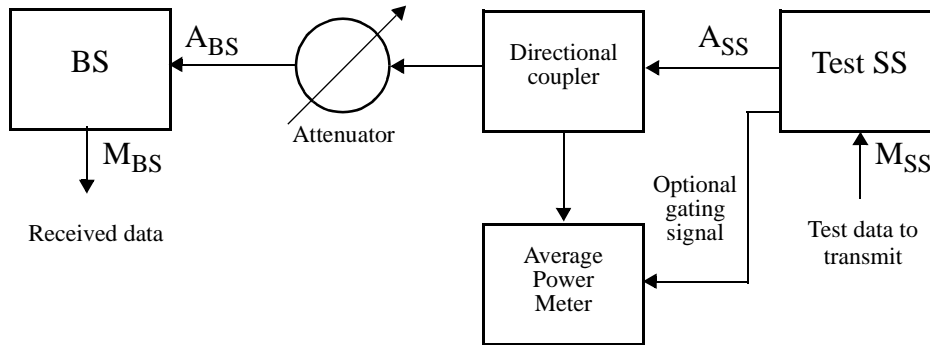 BS
A_BS
Attenuator
Directional
coupler
A_SS
Test SS
M_BS
Received data
Optional
gating
signal
Average
Power
Meter
M_SS
Test data to
transmit